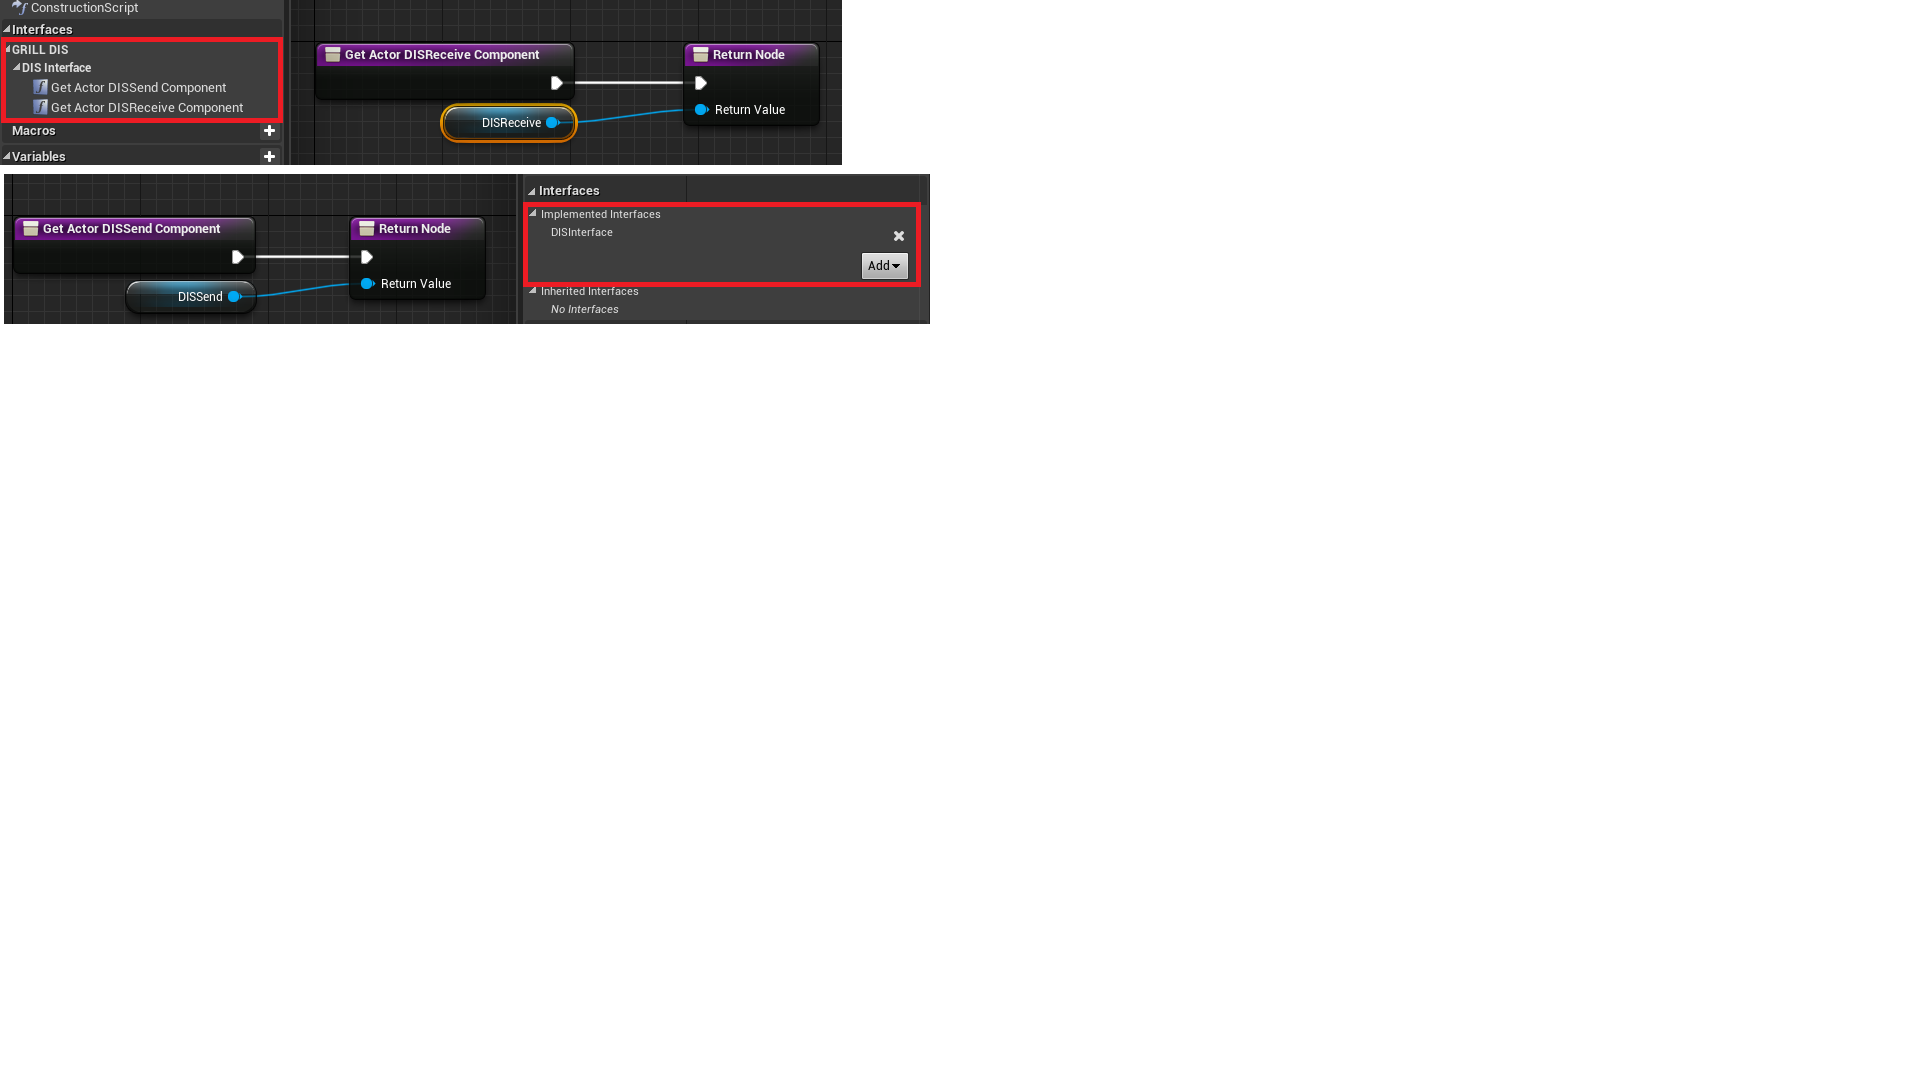 ConstructionScript
Interfaces
GRILL DIS
DIS Interface
Get Actor DISSend Component
Get Actor DISReceive Component
Macros
Variables
Get Actor DISReceive Component
DISReceive
Return Node
Return Value
Get Actor DISSend Component
DISSend
Return Node
Return Value
Interfaces
Implemented Interfaces
DISInterface
Add
Inherited Interfaces
No Interfaces